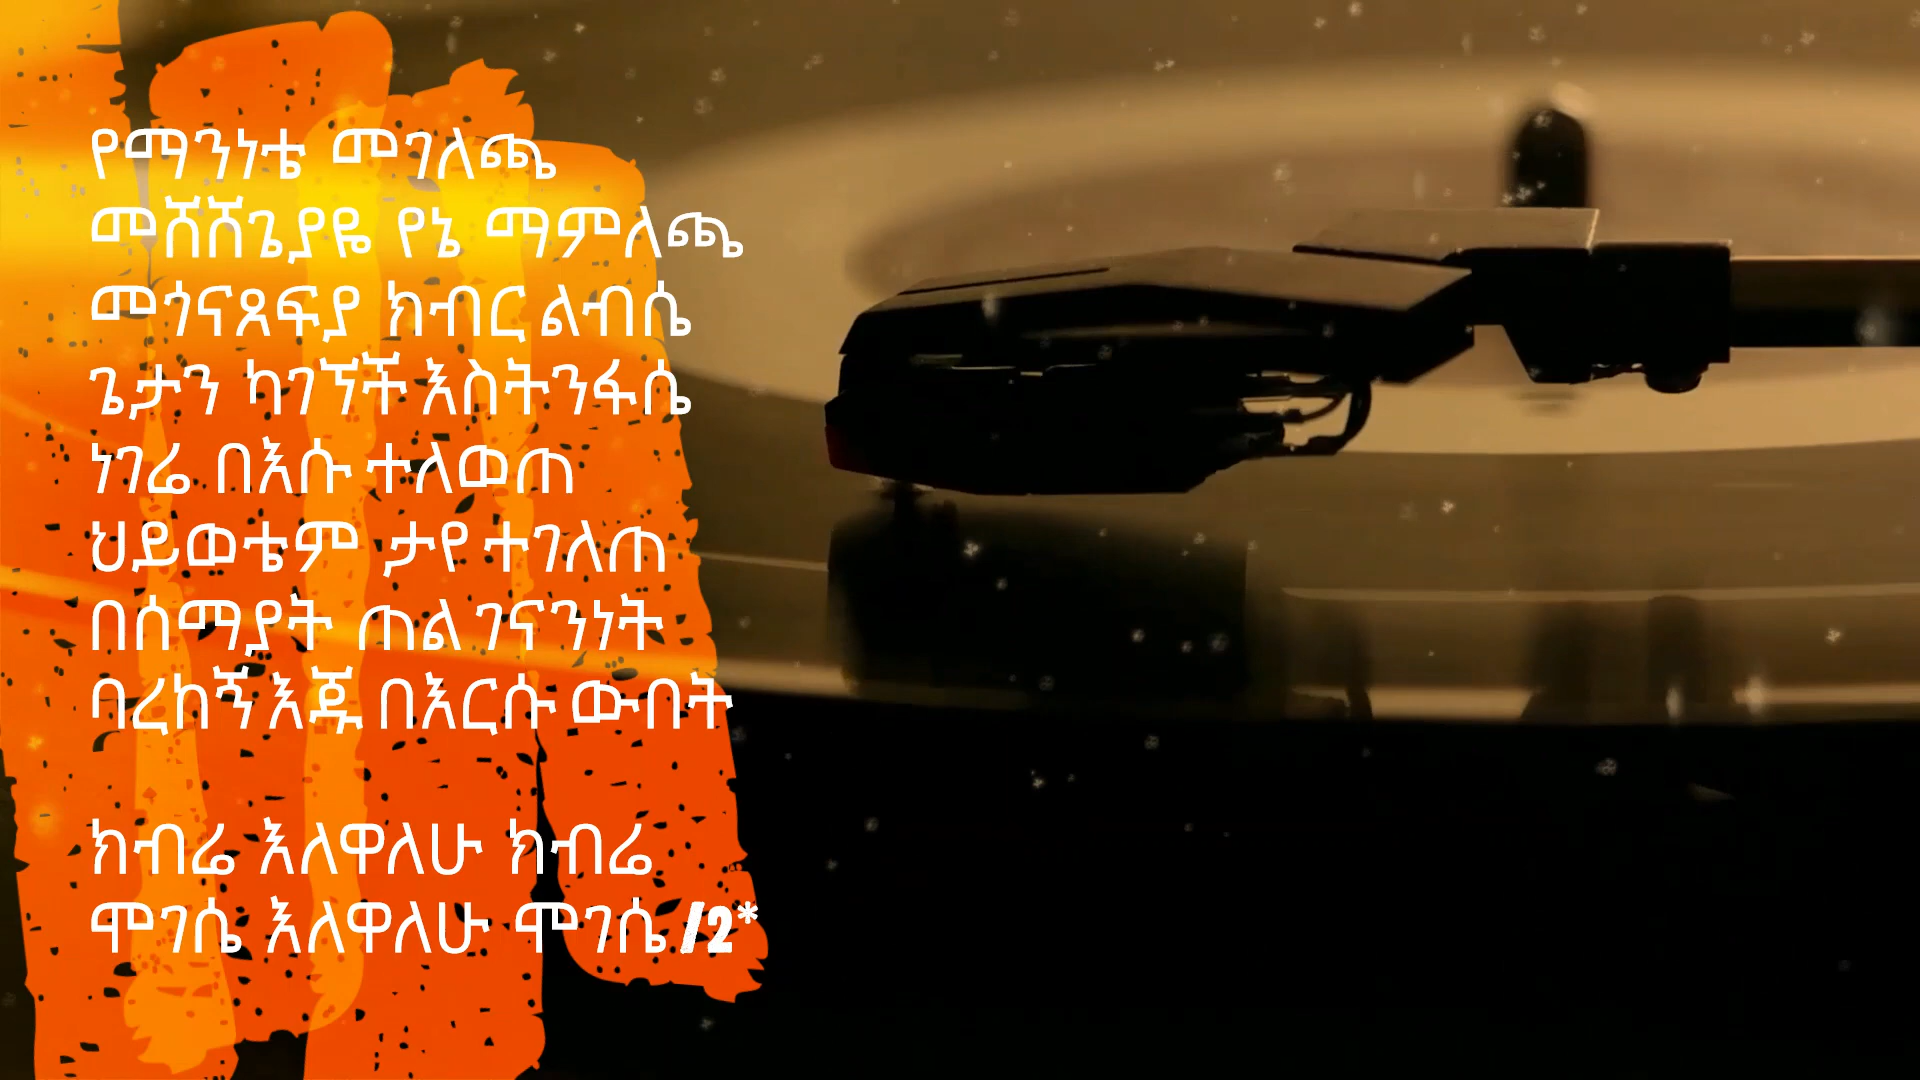 የማንነቴ መገለጫ
መሸሸጊያዬ የኔ ማምለጫ
መጎናጸፍያ ክብር ልብሴ
ጌታን ካገኘች እስትንፋሴ
ነገሬ በእሱ ተለወጠ
ህይወቴም ታየ ተገለጠ
በሰማያት ጠል ገናንነት
ባረከኝ እጁ በእርሱ ውበት
ክብሬ እለዋለሁ ክብሬ
ሞገሴ እለዋለሁ ሞገሴ /2*